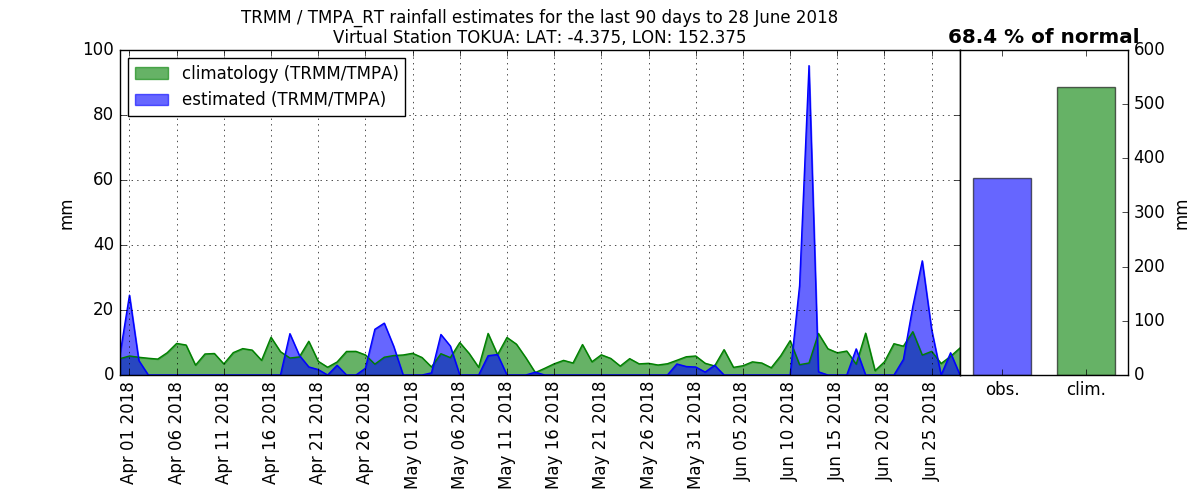 TRMM / TMPA_RT rainfall estimates for the last 90 days to 28 June 2018
Virtual Station TOKUA: LAT: -4.375, LON: 152.375
68.4 % of normal
climatology (TRMM/TMPA)
estimated (TRMM/TMPA)
mm
100
80
60
40
20
0
Apr 01 2018
Apr 06 2018
Apr 11 2018
Apr 16 2018
Apr 21 2018
Apr 26 2018
May 01 2018
May 06 2018
May 11 2018
May 16 2018
May 21 2018
May 26 2018
May 31 2018
Jun 05 2018
Jun 10 2018
Jun 15 2018
Jun 20 2018
Jun 25 2018
600
500
400
300
200
100
0
mm
obs.
clim.